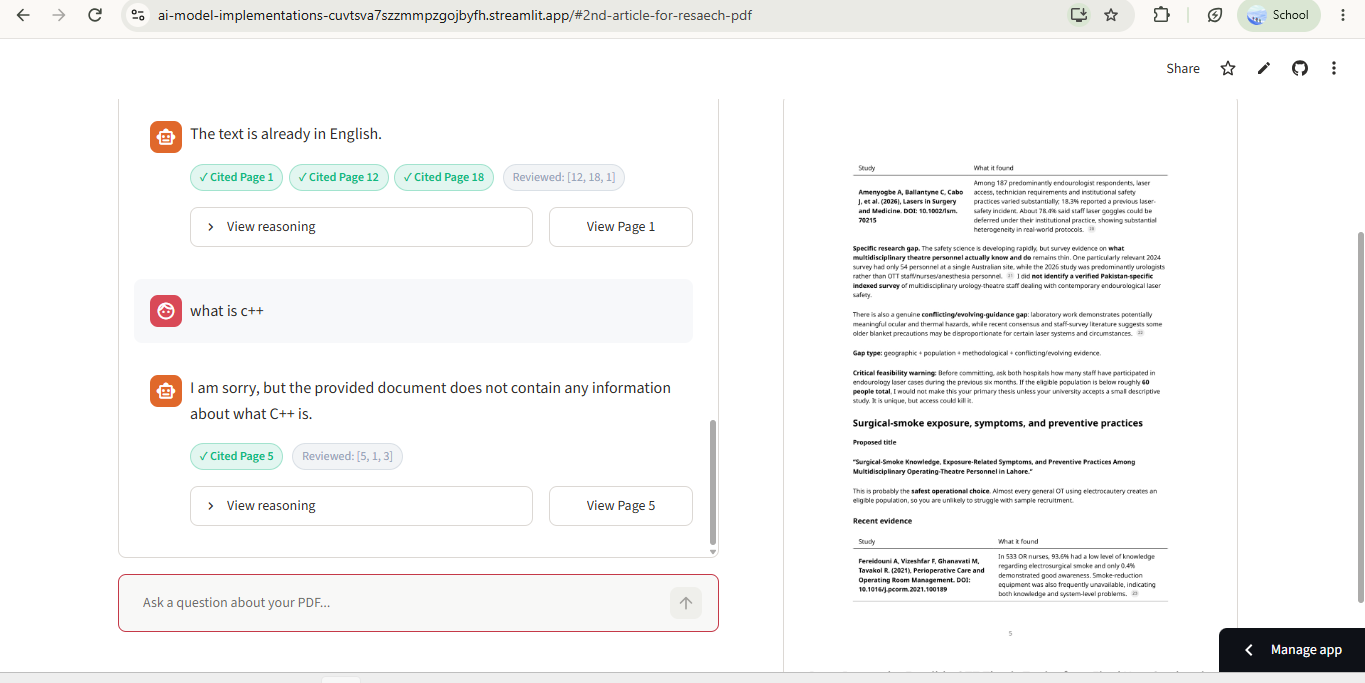 ai-model-implementations-cuvtsva7szzmmpzgojbyfh.streamlit.app/#2nd-article-for-resaech-pdf
School
Share
The text is already in English.
✓ Cited Page 1
✓ Cited Page 12
✓ Cited Page 18
Reviewed: [12, 18, 1]
View reasoning
View Page 1
what is c++
I am sorry, but the provided document does not contain any information
about what C++ is.
✓ Cited Page 5
Reviewed: [5, 1, 3]
View reasoning
View Page 5
Ask a question about your PDF...
Study
What it found
Amenyogbe A, Ballantyne C, Cabo
J, et al. (2026), Lasers in Surgery
and Medicine. DOI: 10.1002/lsm.
70215
Among 187 predominantly endourologist respondents, laser
access, technician requirements and institutional safety
practices varied substantially; 18.3% reported a previous laser-
safety incident. About 78.4% said staff laser goggles could be
deferred under their institutional practice, showing substantial
heterogeneity in real-world protocols.
Specific research gap. The safety science is developing rapidly, but survey evidence on what
multidisciplinary theatre personnel actually know and do remains thin. One particularly relevant 2024
survey had only 54 personnel at a single Australian site, while the 2026 study was predominantly urologists
rather than OTT staff/nurses/anesthesia personnel. I did not identify a verified Pakistan-specific
indexed survey of multidisciplinary urology-theatre staff dealing with contemporary endourological laser
safety.
There is also a genuine conflicting/evolving-guidance gap: laboratory work demonstrates potentially
meaningful ocular and thermal hazards, while recent consensus and staff-survey literature suggests some
older blanket precautions may be disproportionate for certain laser systems and circumstances.
Gap type: geographic + population + methodological + conflicting/evolving evidence.
Critical feasibility warning: Before committing, ask both hospitals how many staff have participated in
endourology laser cases during the previous six months. If the eligible population is below roughly 60
people total, I would not make this your primary thesis unless your university accepts a small descriptive
study. It is unique, but access could kill it.
Surgical-smoke exposure, symptoms, and preventive practices
Proposed title
"Surgical-Smoke Knowledge, Exposure-Related Symptoms, and Preventive Practices Among
Multidisciplinary Operating-Theatre Personnel in Lahore."
This is probably the safest operational choice. Almost every general OT using electrocautery creates an
eligible population, so you are unlikely to struggle with sample recruitment.
Recent evidence
Study
What it found
Fereidouni A, Vizeshfar F, Ghanavati M,
Tavakol R. (2021), Perioperative Care and
Operating Room Management. DOI:
10.1016/j.pcorm.2021.100189
In 533 OR nurses, 93.6% had a low level of knowledge
regarding electrosurgical smoke and only 0.4%
demonstrated good awareness. Smoke-reduction
equipment was also frequently unavailable, indicating
both knowledge and system-level problems.
5
Manage app